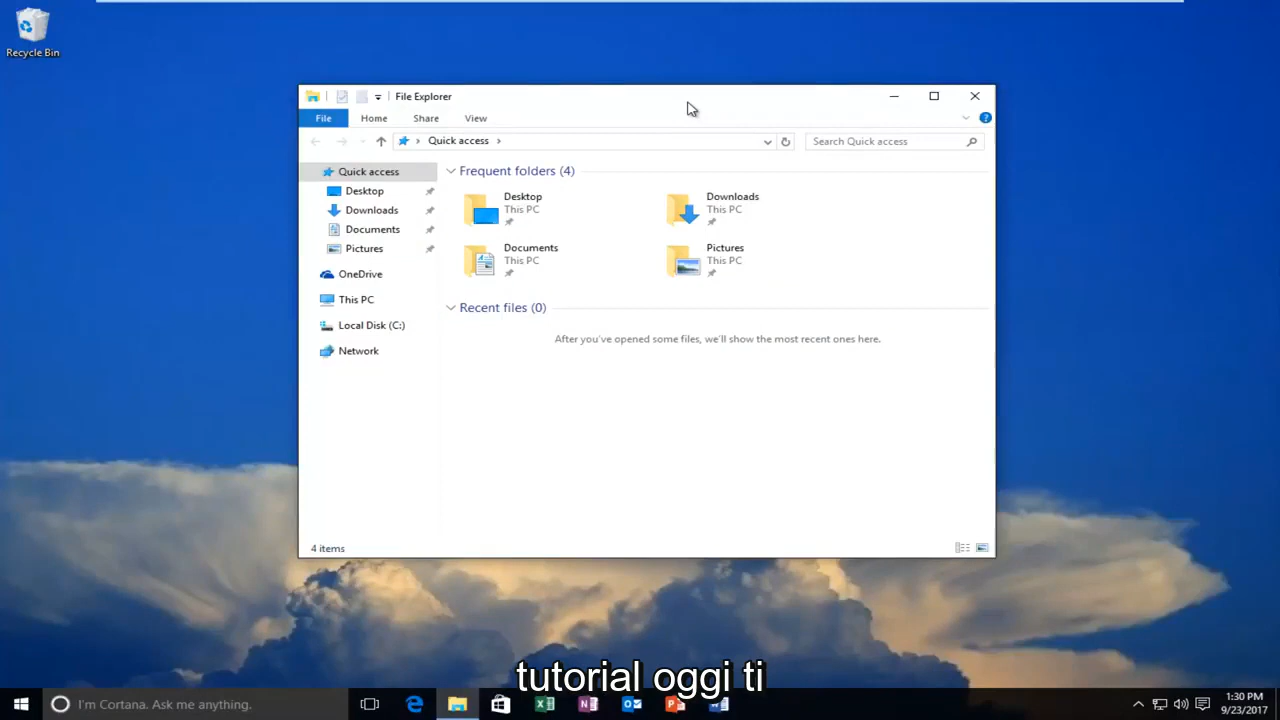 Recycle Bin
File Explorer
File Home Share View
Quick access
Search Quick access
Quick access
Desktop
Downloads
Documents
Pictures
OneDrive
This PC
Local Disk (C:)
Network
Frequent folders (4)
Desktop
This PC
Downloads
This PC
Documents
This PC
Pictures
This PC
Recent files (0)
After you've opened some files, we'll show the most recent ones here.
4 items
tutorial oggi ti
I'm Cortana. Ask me anything.
1:30 PM
9/23/2017